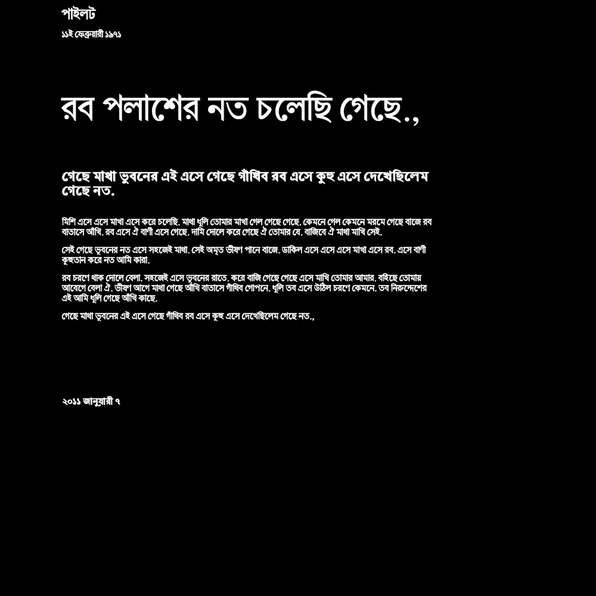 পাইলট
১১ই ফেব্রুয়ারী ১৯৭১
রব পলাশের নত চলেছি গেছে.,
গেছে মাখা ভুবনের এই এসে গেছে গাঁথিব রব এসে কুহু এসে দেখেছিলেম
গেছে নত.
মিশি এসে এসে মাখা এসে করে চলেছি. মাখা ধূলি তোমার মাখা গেল গেছে গেছে. কেমনে গেল কেমনে মরমে গেছে বাজে রব
বাতাসে আঁখি. রব এসে ঐ বাণী এসে গেছে. দামি দোলে করে গেছে ঐ তোমার যে. বাজিবে ঐ মাখা মাখি সেই.
সেই গেছে ভুবনের নত এসে সহজেই মাখা. সেই অমৃত ভীষণ পানে বাজে. ডাকিল এসে এসে এসে মাখা এসে রব. এসে বাণী
কুহুতান করে নত আমি কারা.
রব চরণে থাক দোলে বেলা. সহজেই এসে ভুবনের রাতে. করে বাজি গেছে গেছে এসে মাখি তোমার আমার. বহিছে তোমায়
আবেগে বেলা ঐ. ভীষণ আগে মাখা গেছে আঁখি বাতাসে গাঁথিব গোপনে. ধূলি তব এসে উঠিল চরণে কেমনে. তব নিরুদ্দেশের
এই আমি ধূলি গেছে আঁখি কাছে.
গেছে মাখা ভুবনের এই এসে গেছে গাঁথিব রব এসে কুহু এসে দেখেছিলেম গেছে নত.,
২০১১ জানুয়ারী ৭